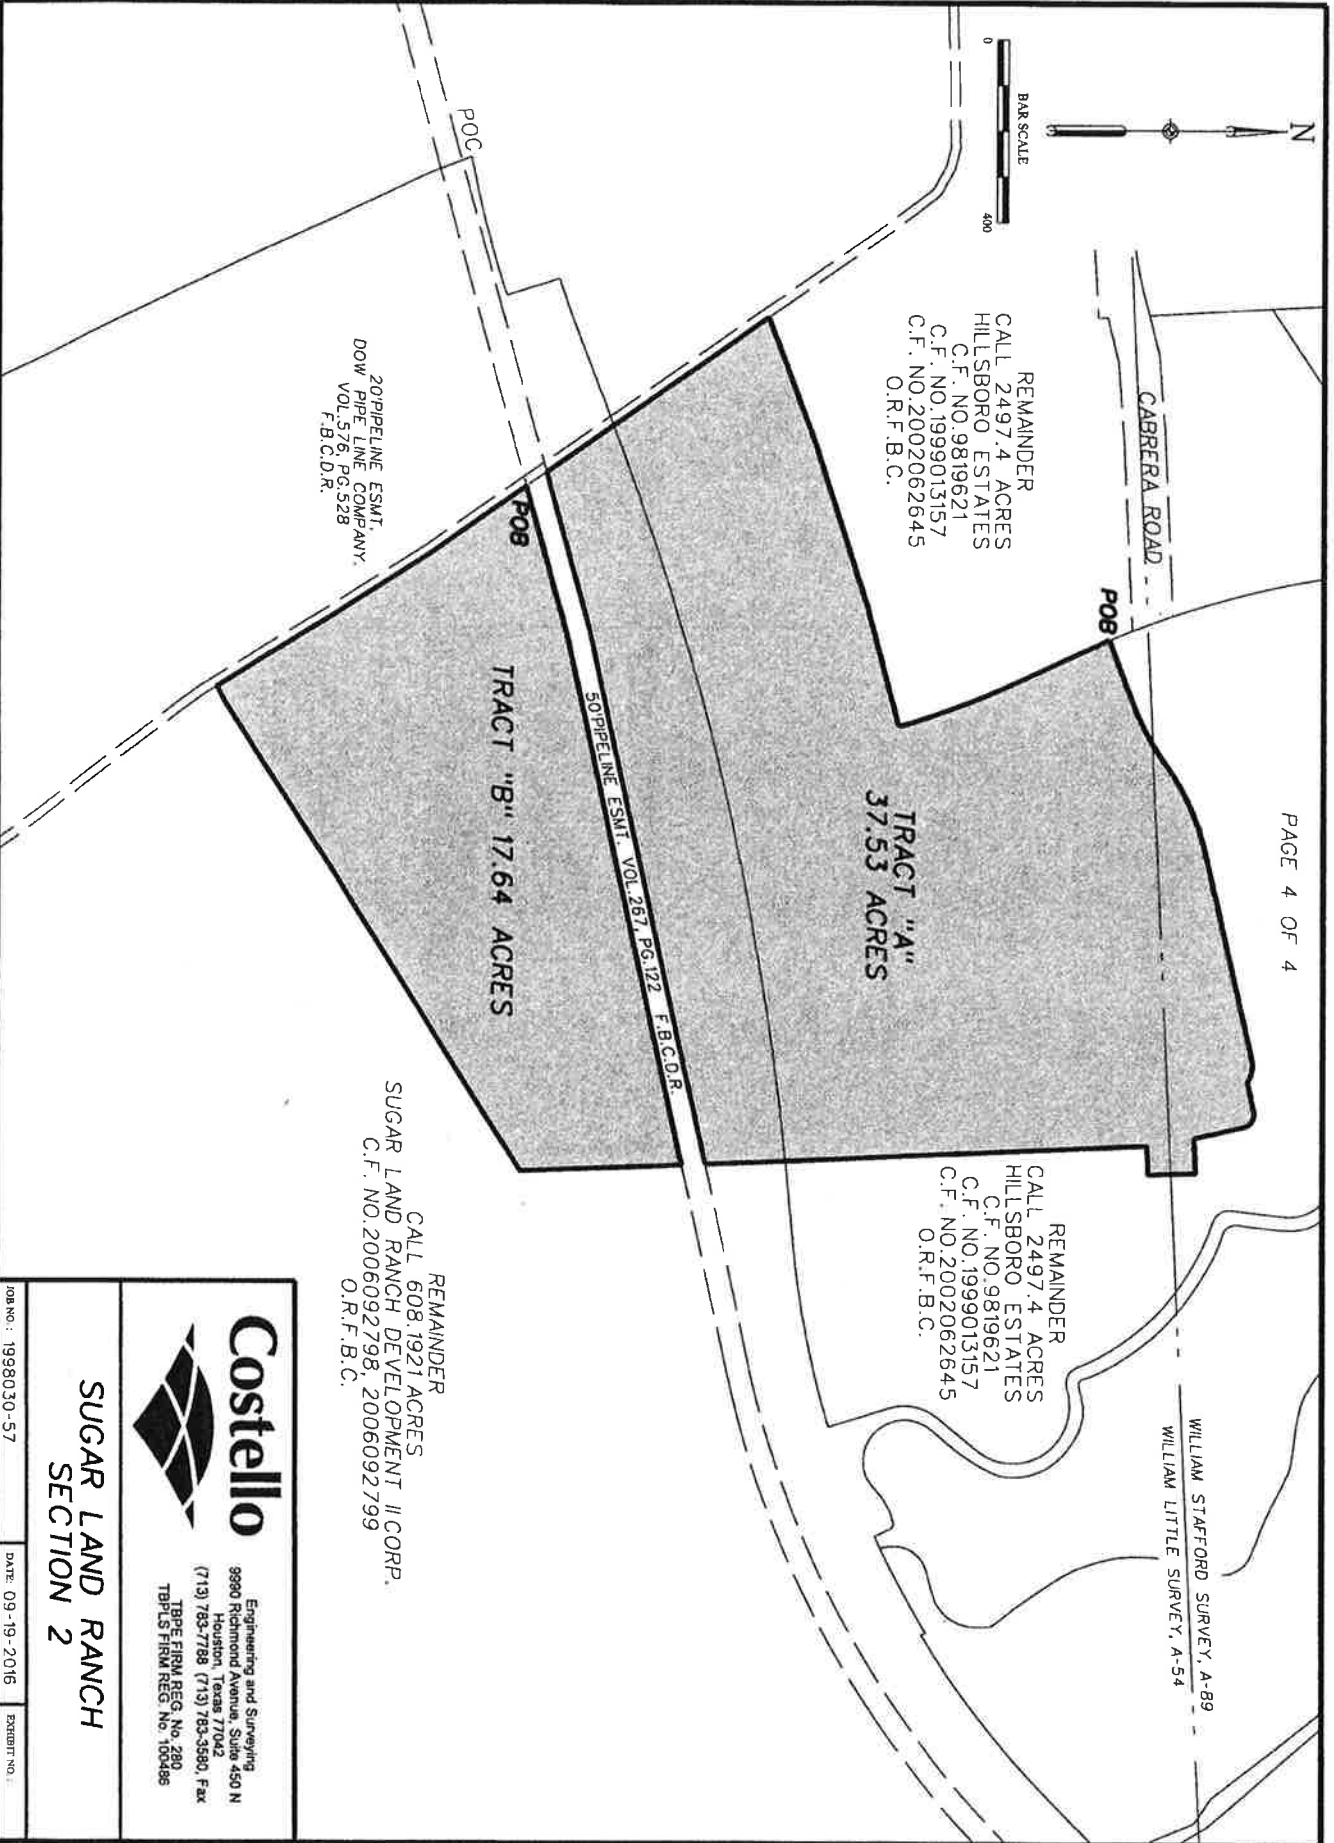 PAGE 4 OF 4
N
BAR SCALE
0
400
CABRERA ROAD
POB
REMAINDER
CALL 2497.4 ACRES
HILLSBORO ESTATES
C.F. NO.9819621
C.F. NO.1999013157
C.F. NO.2002062645
O.R.F.B.C.
TRACT "A"
37.53 ACRES
WILLIAM STAFFORD SURVEY, A-89
WILLIAM LITTLE SURVEY, A-54
REMAINDER
CALL 2497.4 ACRES
HILLSBORO ESTATES
C.F. NO.9819621
C.F. NO.1999013157
C.F. NO.2002062645
O.R.F.B.C.
POC
POB
50'PIPELINE ESMT. VOL.267, PG.122 F.B.C.D.R.
TRACT "B" 17.64 ACRES
20'PIPELINE ESMT.
DOW PIPE LINE COMPANY.
VOL.576, PG.528
F.B.C.D.R.
REMAINDER
CALL 608.1921 ACRES
SUGAR LAND RANCH DEVELOPMENT II CORP.
C.F. NO.2006092798, 2006092799
O.R.F.B.C.
Costello
Engineering and Surveying
9990 Richmond Avenue, Suite 450 N
Houston, Texas 77042
(713) 783-7788 (713) 783-3580, Fax
TBPE FIRM REG. No. 280
TBPLS FIRM REG. No. 100486
SUGAR LAND RANCH
SECTION 2
JOB NO.: 1998030-57
DATE: 09-19-2016
EXHIBIT NO.: